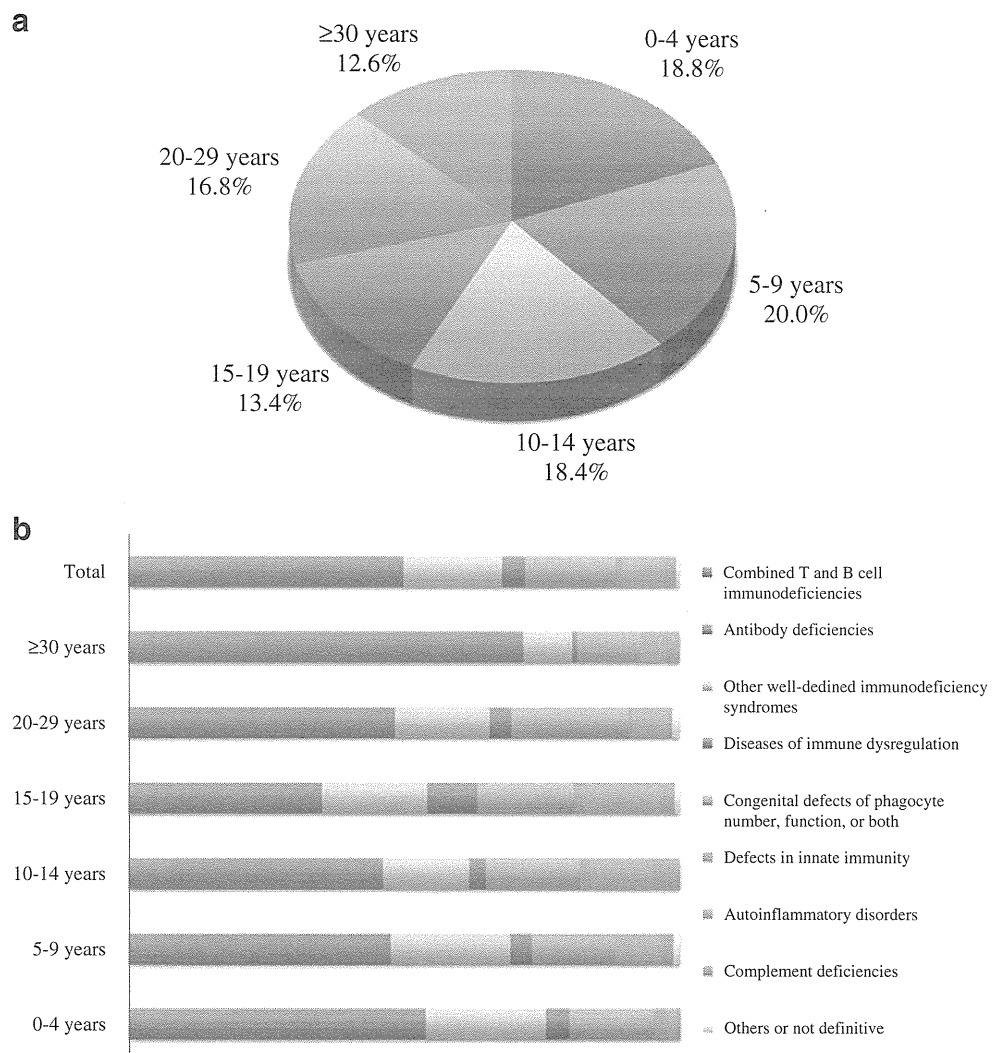 a
≥30 years
12.6%
0-4 years
18.8%
20-29 years
16.8%
5-9 years
20.0%
15-19 years
13.4%
10-14 years
18.4%
b
Total
≥30 years
20-29 years
15-19 years
10-14 years
5-9 years
0-4 years
Combined T and B cell
immunodeficiencies
Antibody deficiencies
Other well-dedined immunodeficiency
syndromes
Diseases of immune dysregulation
Congenital defects of phagocyte
number, function, or both
Defects in innate immunity
Autoinflammatory disorders
Complement deficiencies
Others or not definitive